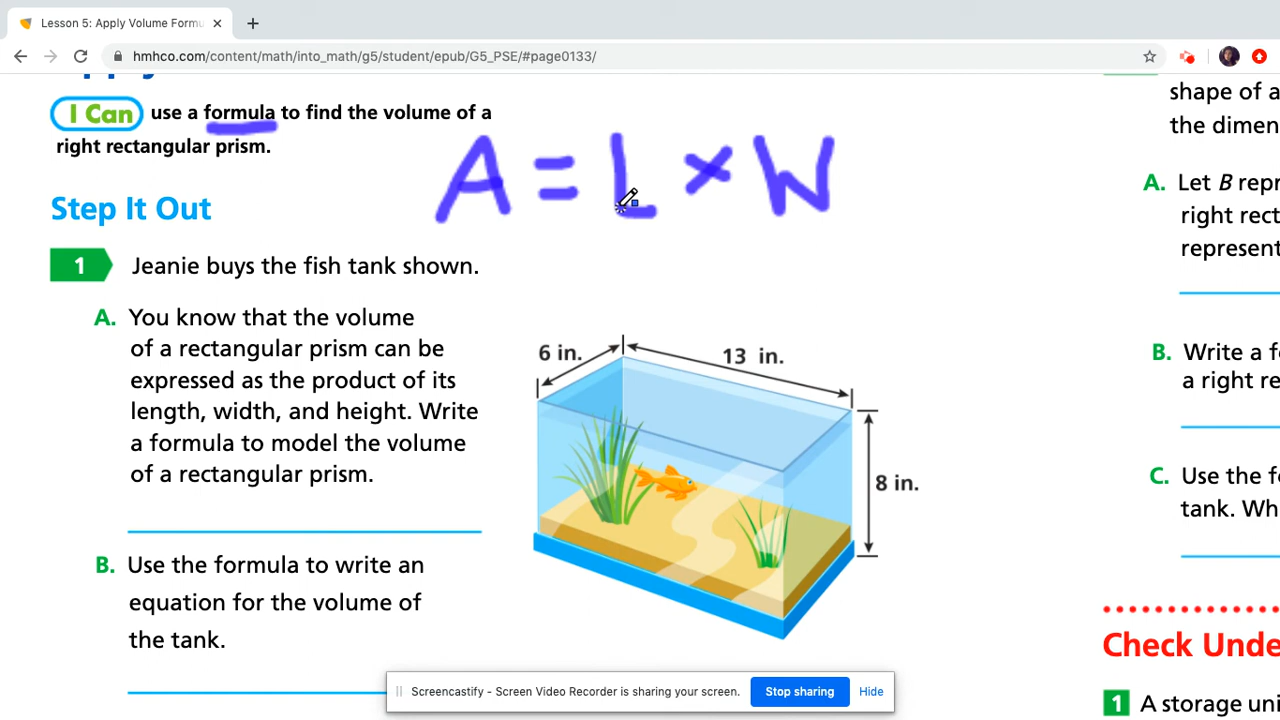 Lesson 5: Apply Volume Formu
hmhco.com/content/math/into_math/g5/student/epub/G5_PSE/#page0133/
I Can use a formula to find the volume of a
right rectangular prism.
A = L × W
Step It Out
1 Jeanie buys the fish tank shown.
A. You know that the volume
of a rectangular prism can be
expressed as the product of its
length, width, and height. Write
a formula to model the volume
of a rectangular prism.
B. Use the formula to write an
equation for the volume of
the tank.
6 in.
13 in.
8 in.
shape of a
the dimen
A. Let B repr
right rect
represent
B. Write a fo
a right re
C. Use the f
tank. Wh
Check Unde
1 A storage uni
Screencastify - Screen Video Recorder is sharing your screen.
Stop sharing
Hide